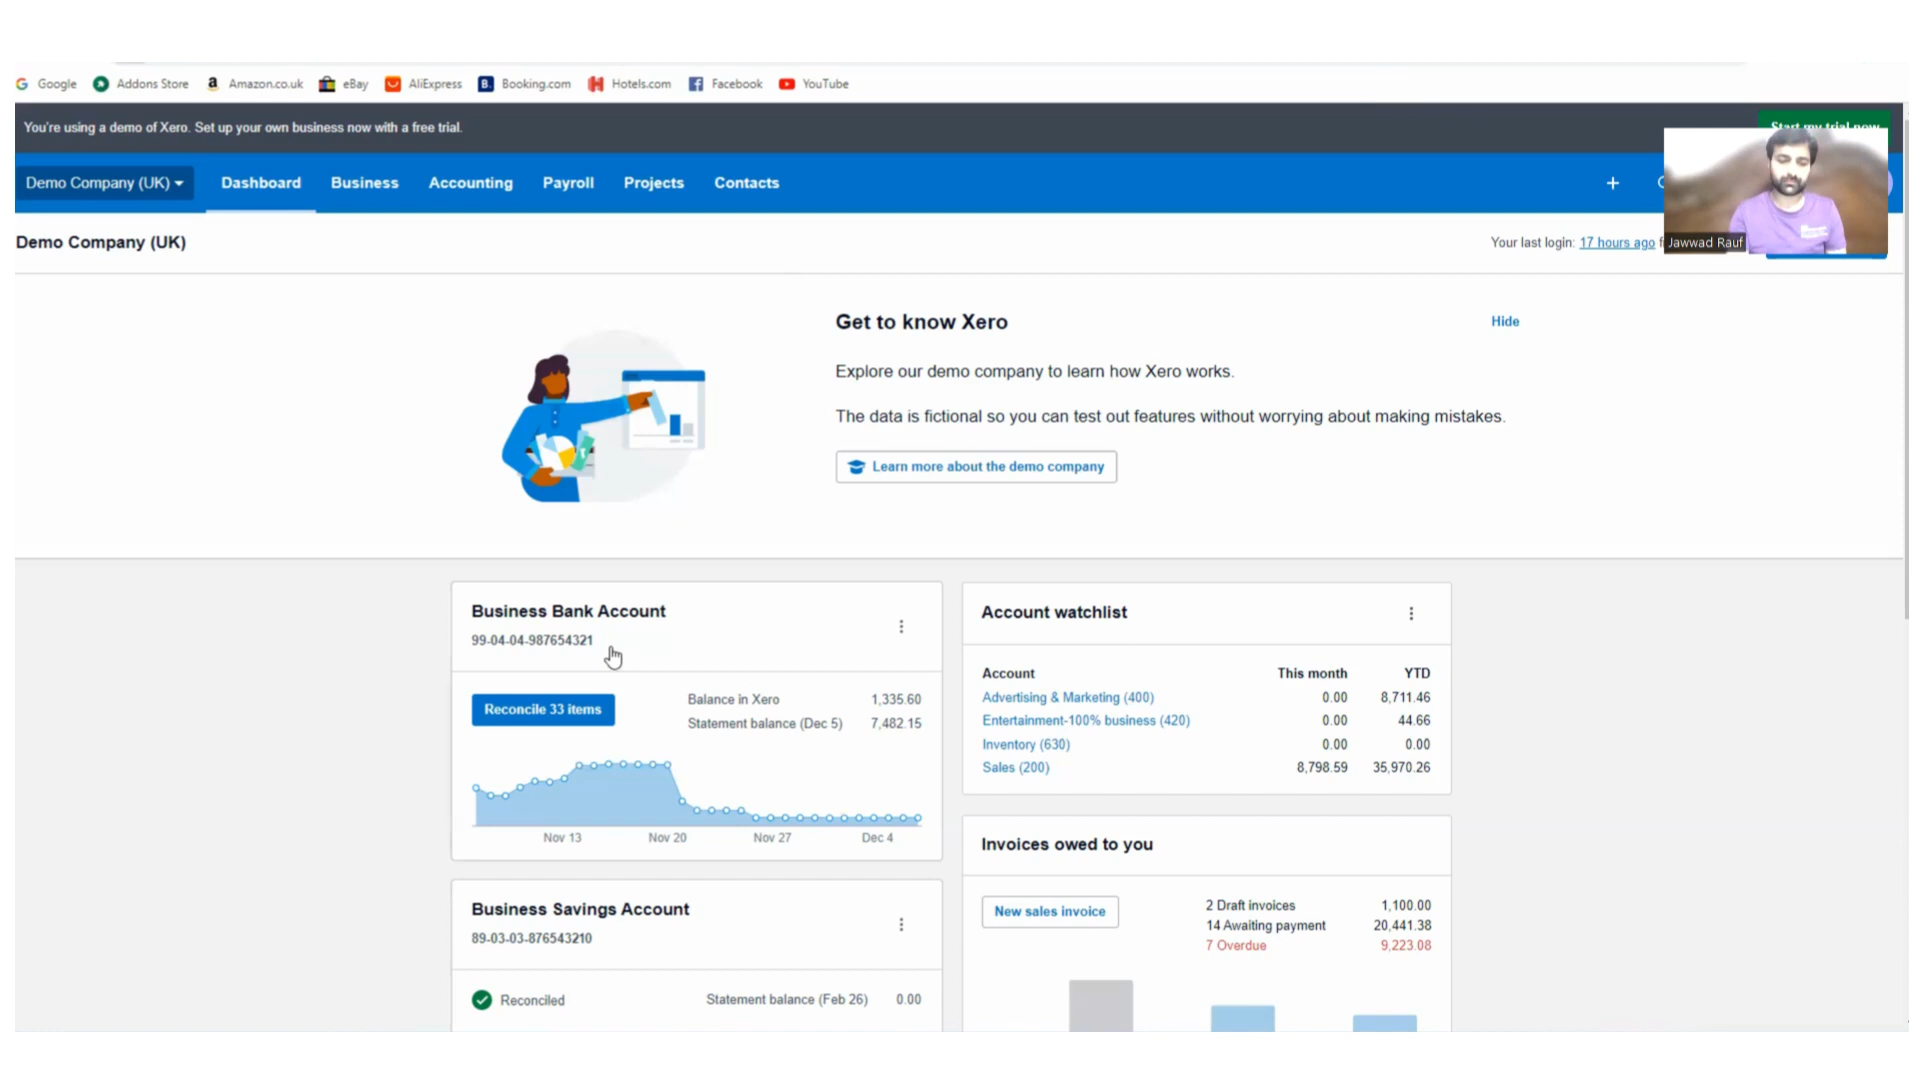 Google Addons Store Amazon.co.uk eBay AliExpress Booking.com Hotels.com Facebook YouTube
You're using a demo of Xero. Set up your own business now with a free trial.
Start my trial now
Demo Company (UK) Dashboard Business Accounting Payroll Projects Contacts
Demo Company (UK)
Your last login: 17 hours ago
Jawwad Rauf
Get to know Xero
Hide
Explore our demo company to learn how Xero works.
The data is fictional so you can test out features without worrying about making mistakes.
Learn more about the demo company
Business Bank Account
99-04-04-987654321
Reconcile 33 items
Balance in Xero 1,335.60
Statement balance (Dec 5) 7,482.15
Nov 13 Nov 20 Nov 27 Dec 4
Business Savings Account
89-03-03-876543210
Reconciled
Statement balance (Feb 26) 0.00
Account watchlist
Account This month YTD
Advertising & Marketing (400) 0.00 8,711.46
Entertainment-100% business (420) 0.00 44.66
Inventory (630) 0.00 0.00
Sales (200) 8,798.59 35,970.26
Invoices owed to you
New sales invoice
2 Draft invoices 1,100.00
14 Awaiting payment 20,441.38
7 Overdue 9,223.08